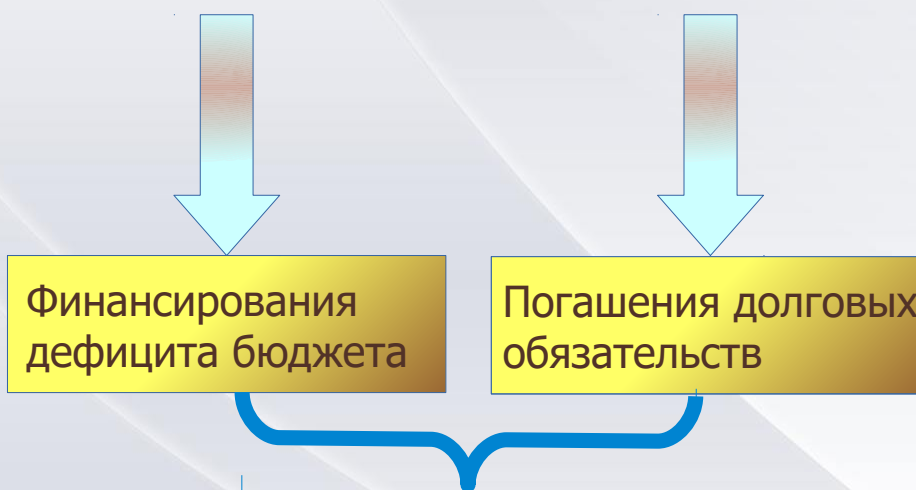 Финансирования
дефицита бюджета
Погашения долговых
обязательств